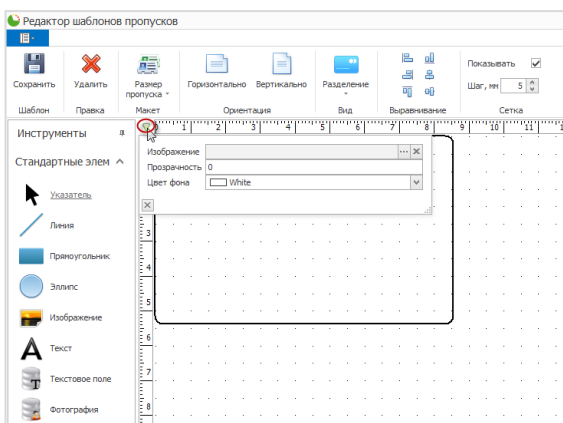 Редактор шаблонов пропусков
Сохранить
Удалить
Размер
пропуска
Горизонтально
Вертикально
Разделение
Показывать
Шаг, мм 5
Шаблон
Правка
Макет
Ориентация
Вид
Выравнивание
Сетка
Инструменты
1 2 3 4 5 6 7 8 9 10 11
Стандартные элем
Изображение
Прозрачность 0
Цвет фона White
Указатель
Линия
3
Прямоугольник
4
Эллипс
5
Изображение
6
Текст
7
Текстовое поле
8
Фотография